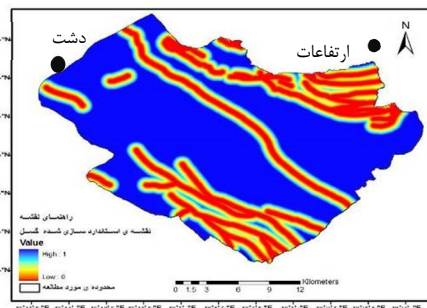 N
دشت
ارتفاعات
راهنمای نقشه
نقشه ی استاندارد سازی شده گسل
Value
High : 1
Low : 0
محدوده ی مورد مطالعه
Kilometers
0 1.5 3 6 9 12